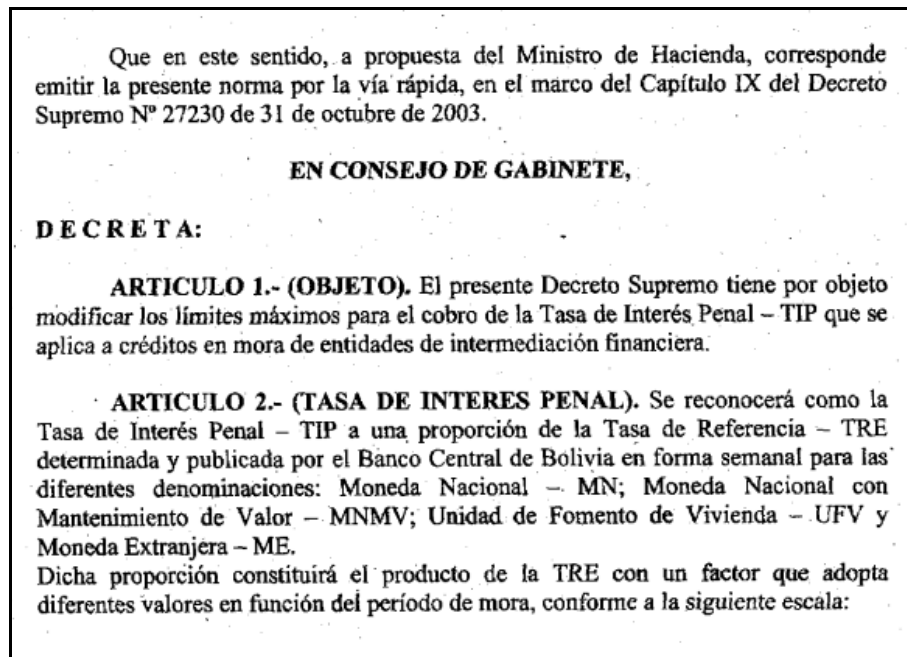 Que en este sentido, a propuesta del Ministro de Hacienda, corresponde
emitir la presente norma por la vía rápida, en el marco del Capítulo IX del Decreto
Supremo Nº 27230 de 31 de octubre de 2003.
EN CONSEJO DE GABINETE,
D E C R E T A:
ARTICULO 1.- (OBJETO). El presente Decreto Supremo tiene por objeto
modificar los límites máximos para el cobro de la Tasa de Interés Penal – TIP que se
aplica a créditos en mora de entidades de intermediación financiera.
ARTICULO 2.- (TASA DE INTERES PENAL). Se reconocerá como la
Tasa de Interés Penal – TIP a una proporción de la Tasa de Referencia – TRE
determinada y publicada por el Banco Central de Bolivia en forma semanal para las
diferentes denominaciones: Moneda Nacional – MN; Moneda Nacional con
Mantenimiento de Valor – MNMV; Unidad de Fomento de Vivienda – UFV y
Moneda Extranjera – ME.
Dicha proporción constituirá el producto de la TRE con un factor que adopta
diferentes valores en función del período de mora, conforme a la siguiente escala: